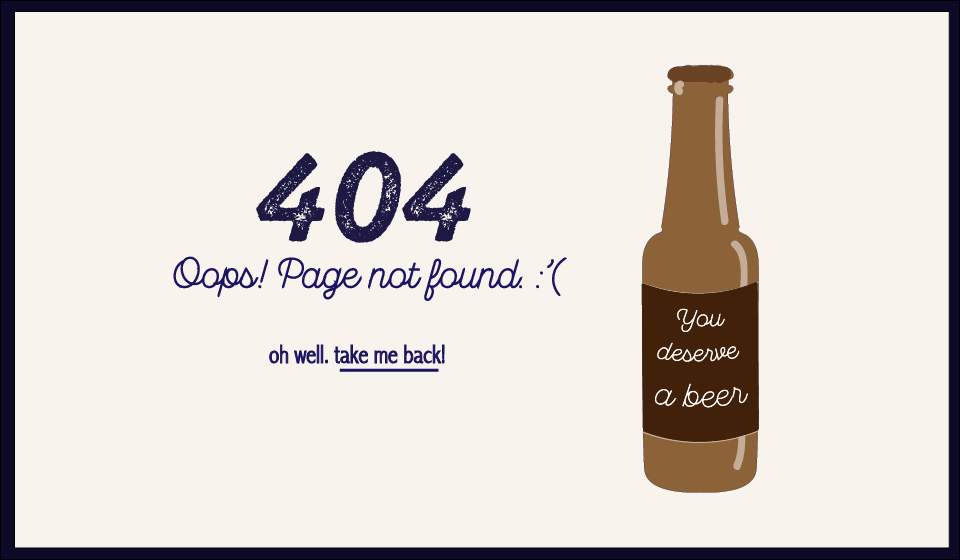 404
Oops! Page not found. :'(
oh well. take me back!
You
deserve
a beer